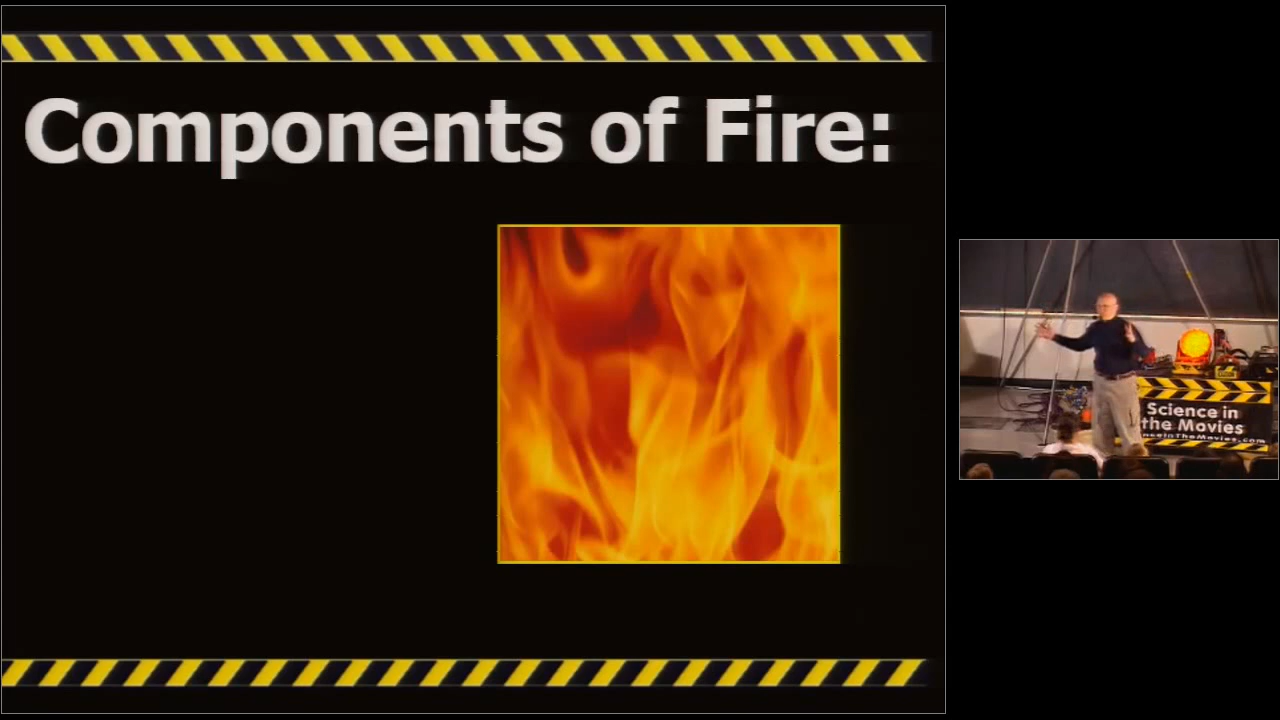 Components of Fire:
Science in
the Movies